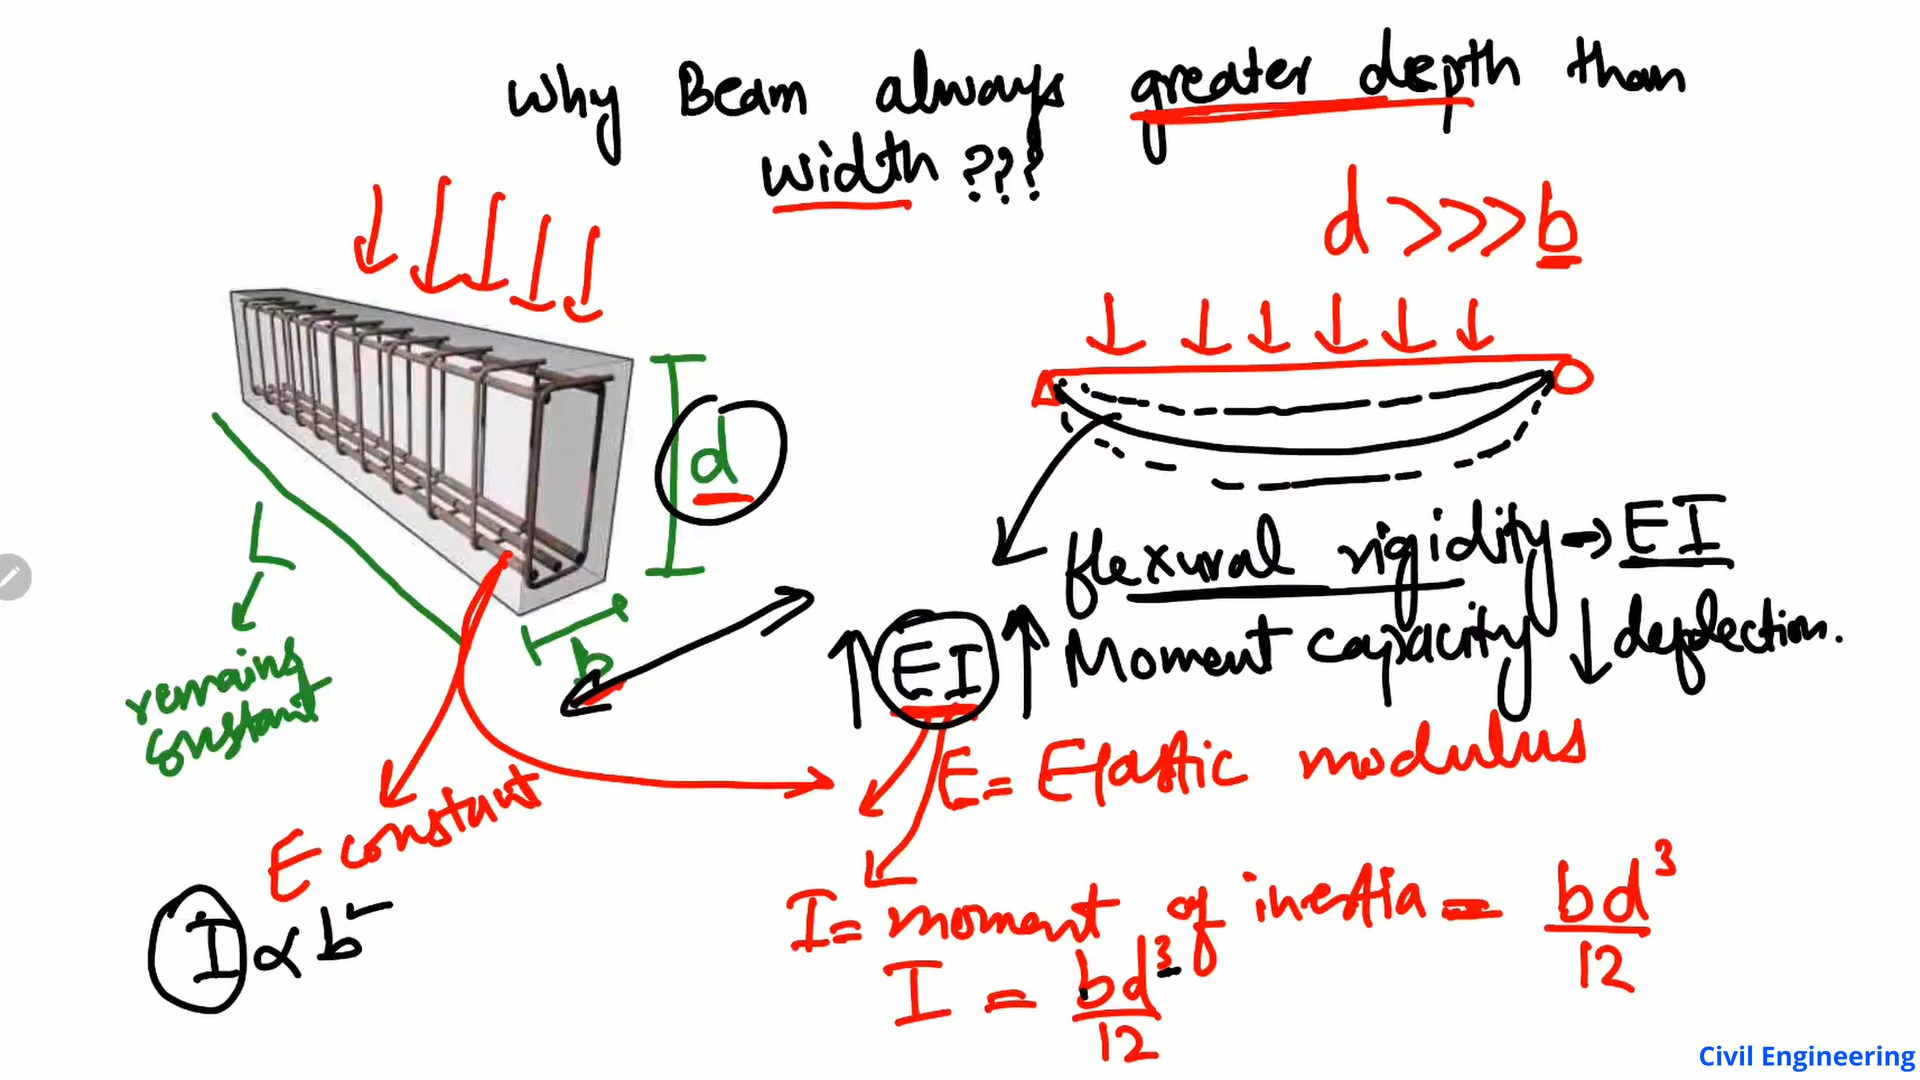 why Beam always greater depth than
width ???
d >>> b
d
L
b
remaing
constant
flexural rigidity → EI
↑ EI ↑ Moment capacity ↓ deflection.
E = Elastic modulus
E constant
I = moment of inertia = bd³/12
I ∝ b
I = bd³/12
Civil Engineering